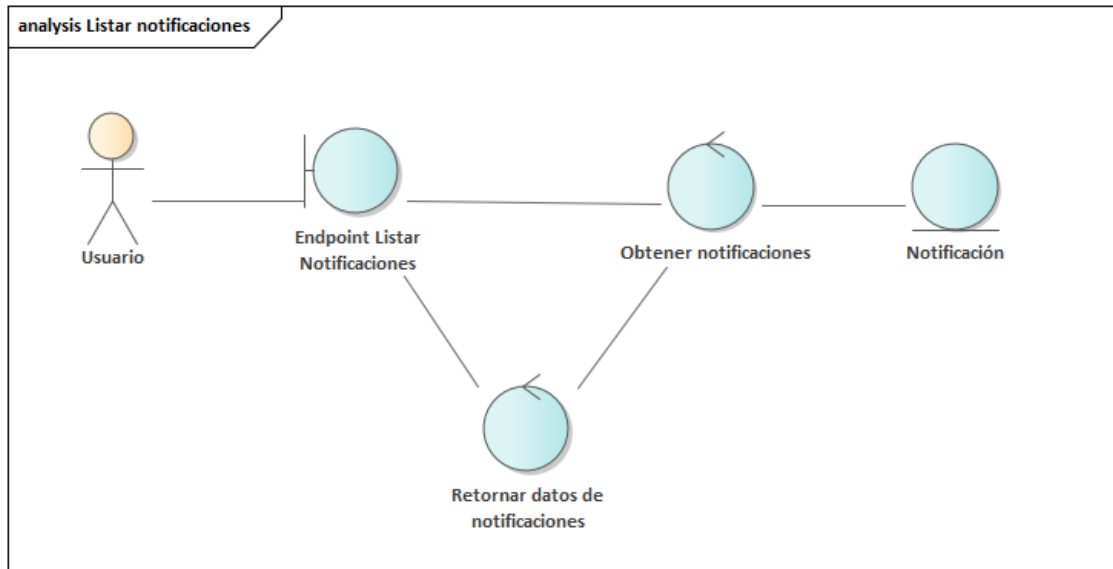 analysis Listar notificaciones
Usuario
Endpoint Listar
Notificaciones
Obtener notificaciones
Notificación
Retornar datos de
notificaciones